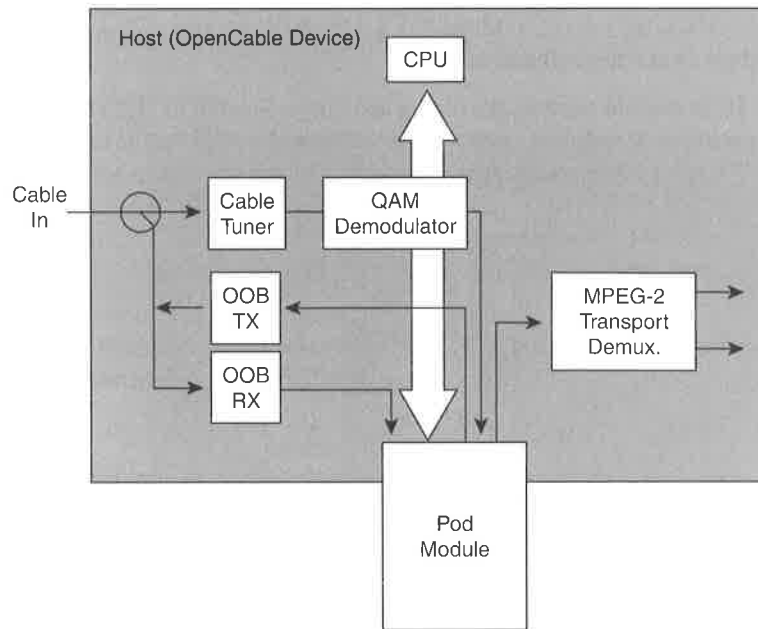 Host (OpenCable Device)
CPU
Cable
In
Cable
Tuner
QAM
Demodulator
OOB
TX
MPEG-2
Transport
Demux.
OOB
RX
Pod
Module